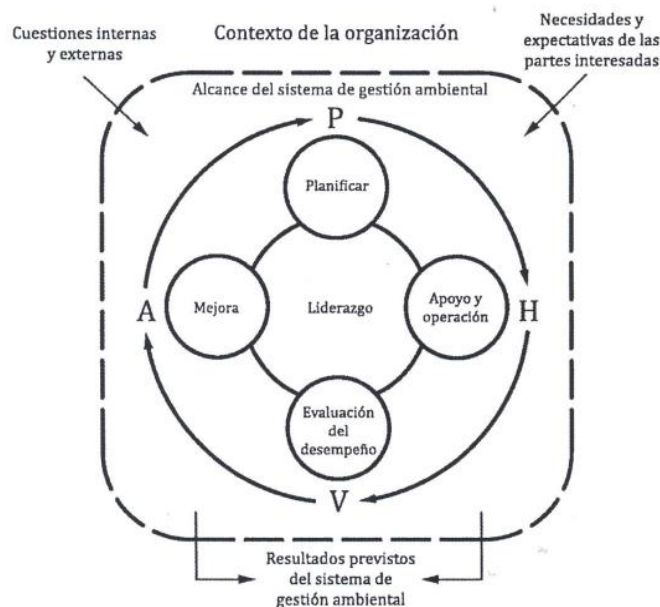 Cuestiones internas
y externas
Contexto de la organización
Necesidades y
expectativas de las
partes interesadas
Alcance del sistema de gestión ambiental
P
Planificar
A
Mejora
Liderazgo
Apoyo y
operación
H
Evaluación
del
desempeño
V
Resultados previstos
del sistema de
gestión ambiental